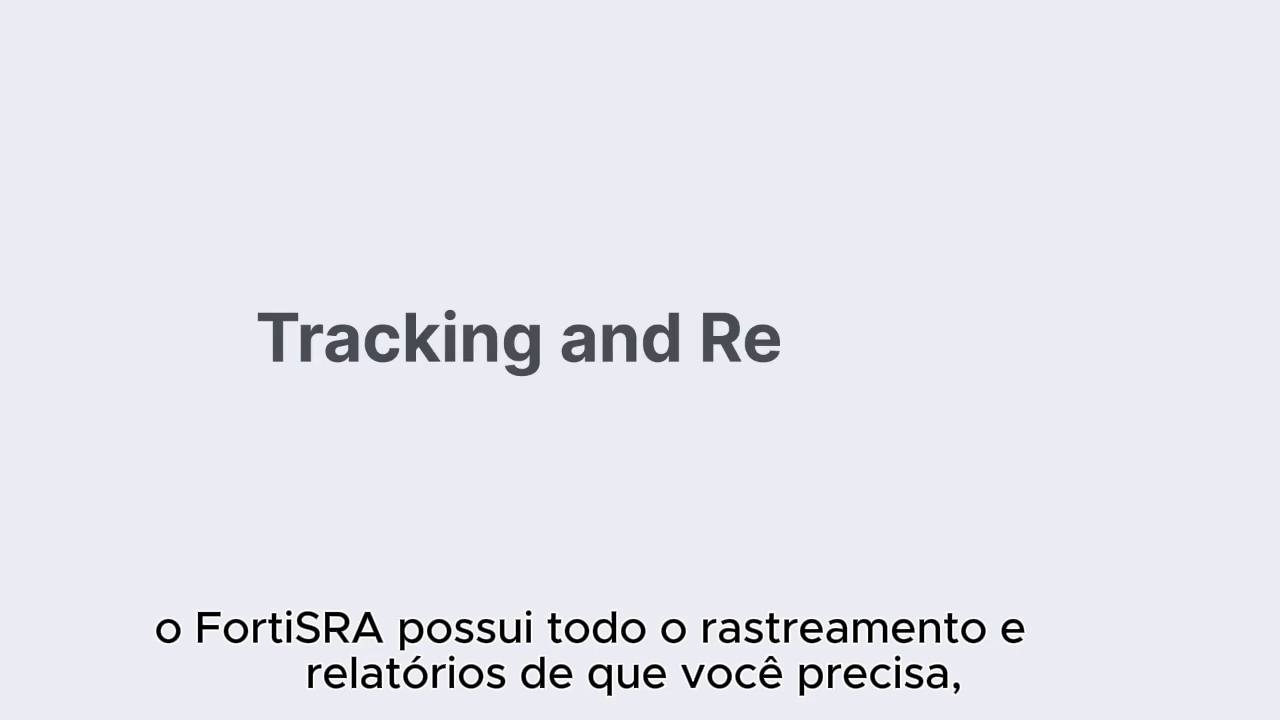 Tracking and Re
o FortiSRA possui todo o rastreamento e
relatórios de que você precisa,